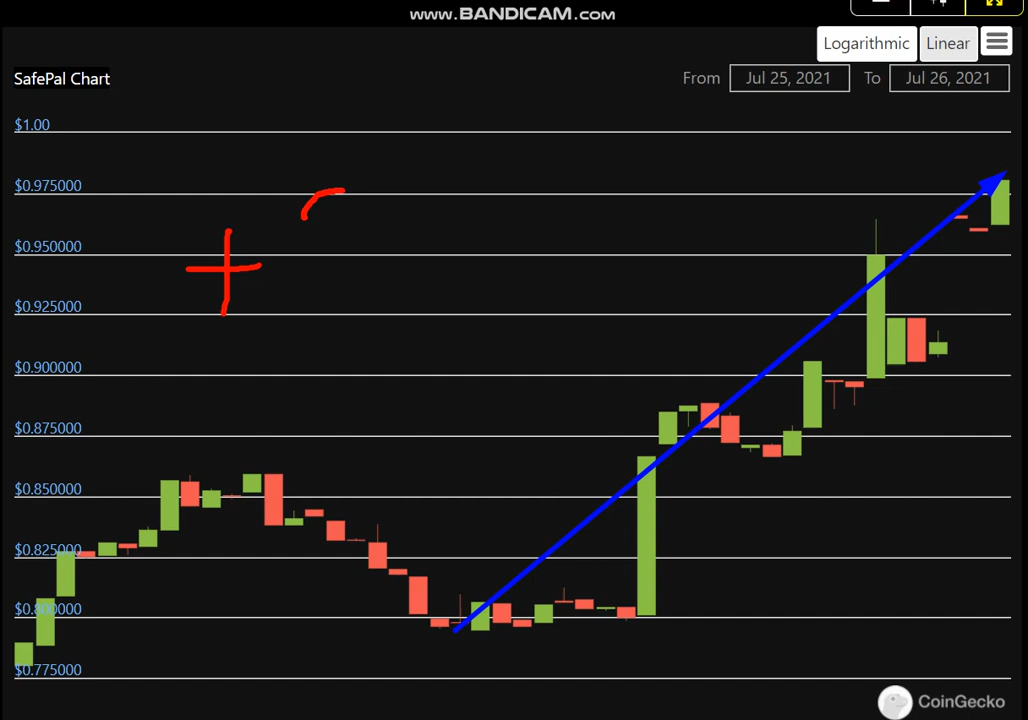 www.BANDICAM.com
Logarithmic Linear
SafePal Chart
From Jul 25, 2021 To Jul 26, 2021
$1.00
$0.975000
$0.950000
$0.925000
$0.900000
$0.875000
$0.850000
$0.825000
$0.800000
$0.775000
CoinGecko